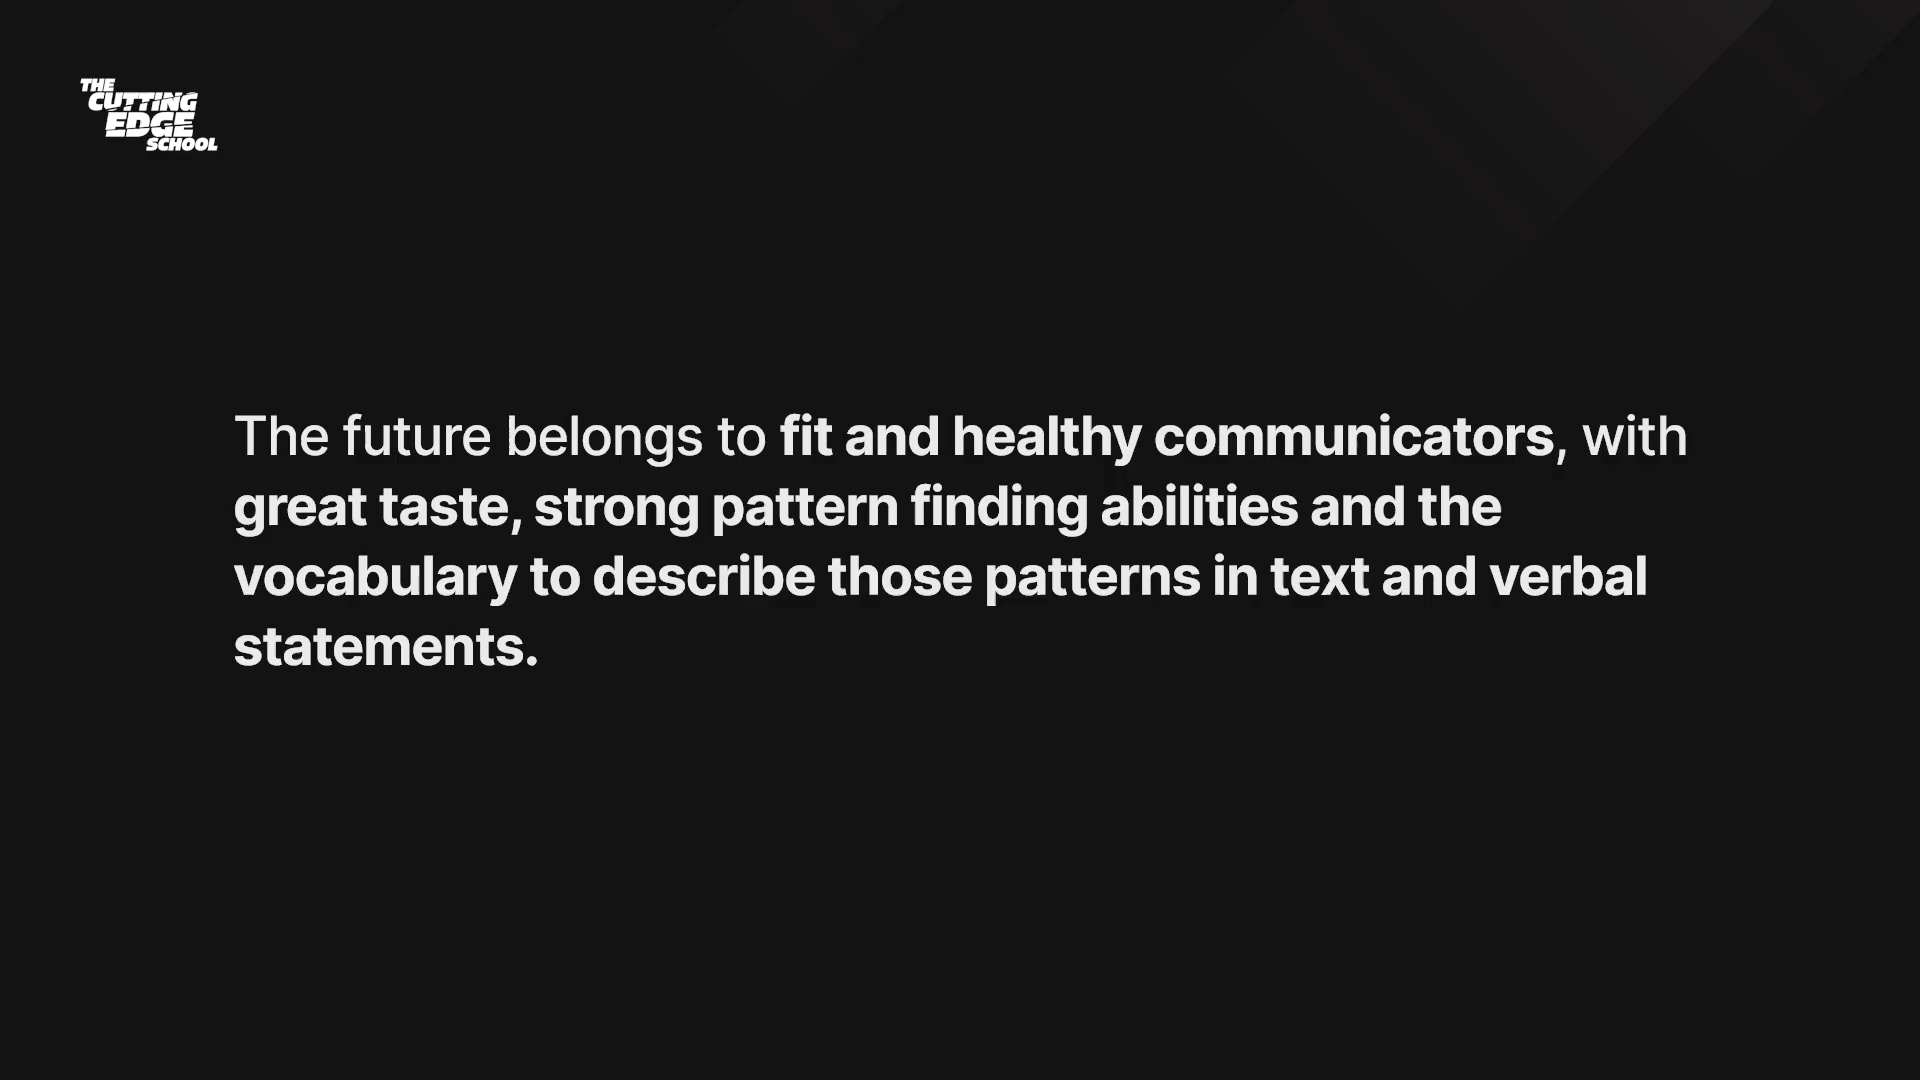 THE
CUTTING
EDGE
SCHOOL
The future belongs to fit and healthy communicators, with
great taste, strong pattern finding abilities and the
vocabulary to describe those patterns in text and verbal
statements.